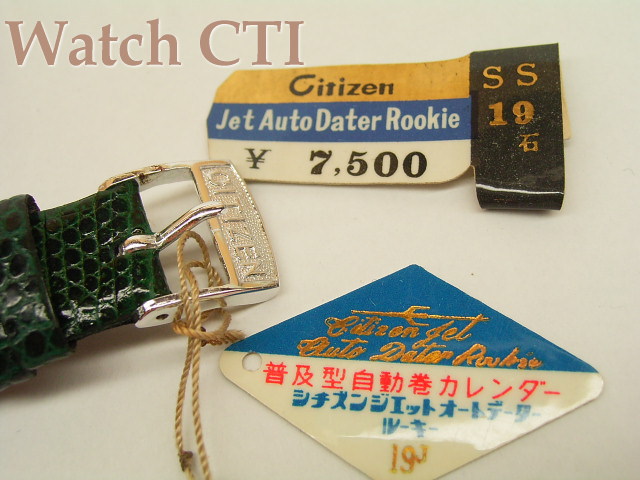 Watch CTI
Citizen
Jet Auto Dater Rookie
¥ 7,500
SS
19
石
CITIZEN
Citizen Jet
Auto Dater Rookie
普及型自動巻カレンダー
シチズンジエットオートデーター
ルーキー
19J